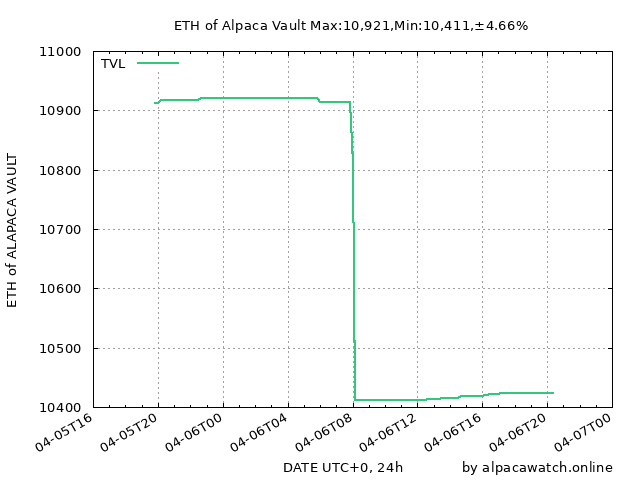 ETH of Alpaca Vault Max:10,921,Min:10,411,±4.66%
TVL
11000
10900
10800
10700
10600
10500
10400
ETH of ALAPACA VAULT
04-05T16
04-05T20
04-06T00
04-06T04
04-06T08
04-06T12
04-06T16
04-06T20
04-07T00
DATE UTC+0, 24h
by alpacawatch.online